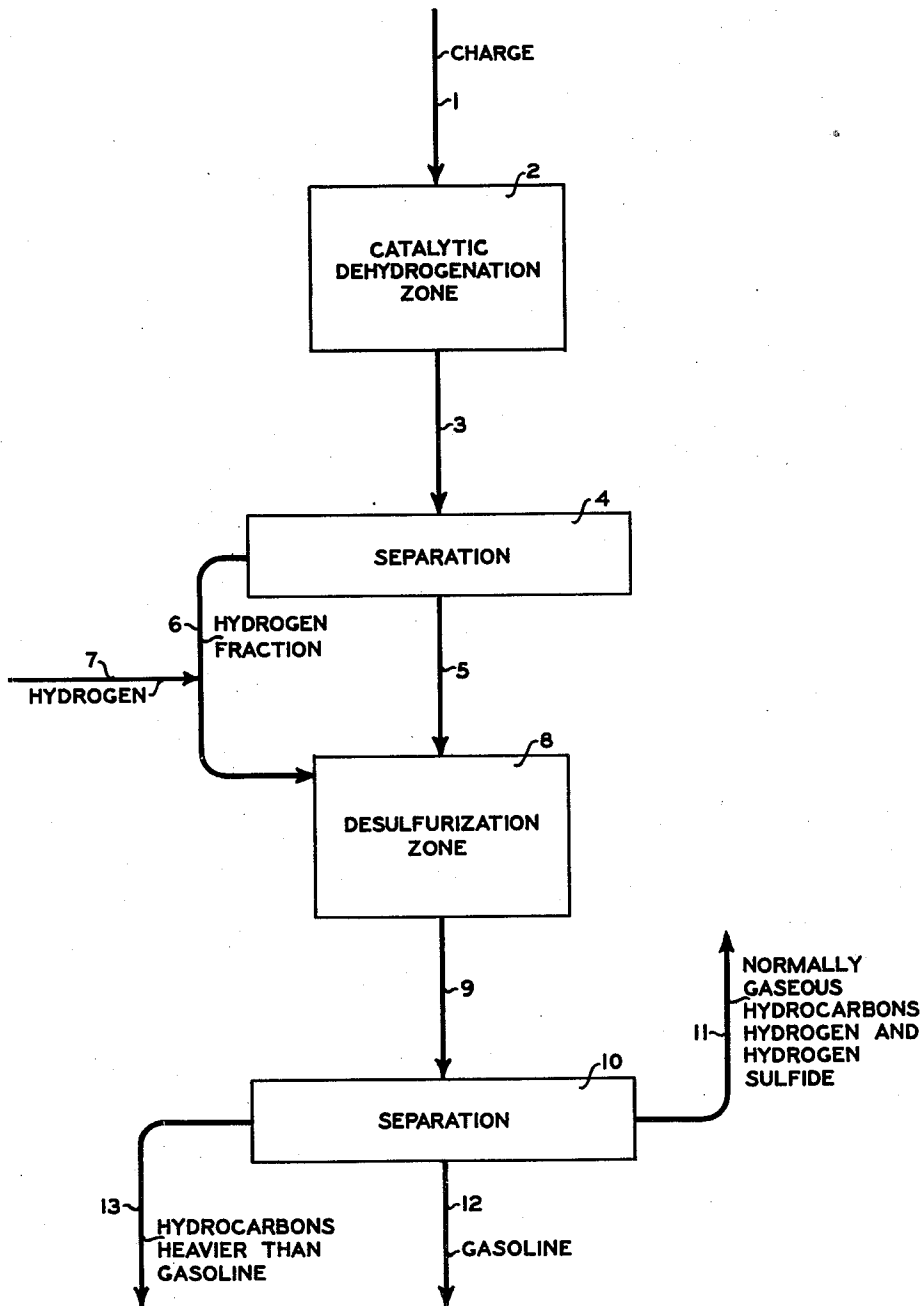 CHARGE
1
2
CATALYTIC
DEHYDROGENATION
ZONE
3
4
SEPARATION
6
HYDROGEN
FRACTION
7
HYDROGEN
5
8
DESULFURIZATION
ZONE
9
NORMALLY
GASEOUS
HYDROCARBONS
11 HYDROGEN AND
HYDROGEN
SULFIDE
10
SEPARATION
13
HYDROCARBONS
HEAVIER THAN
GASOLINE
12
GASOLINE